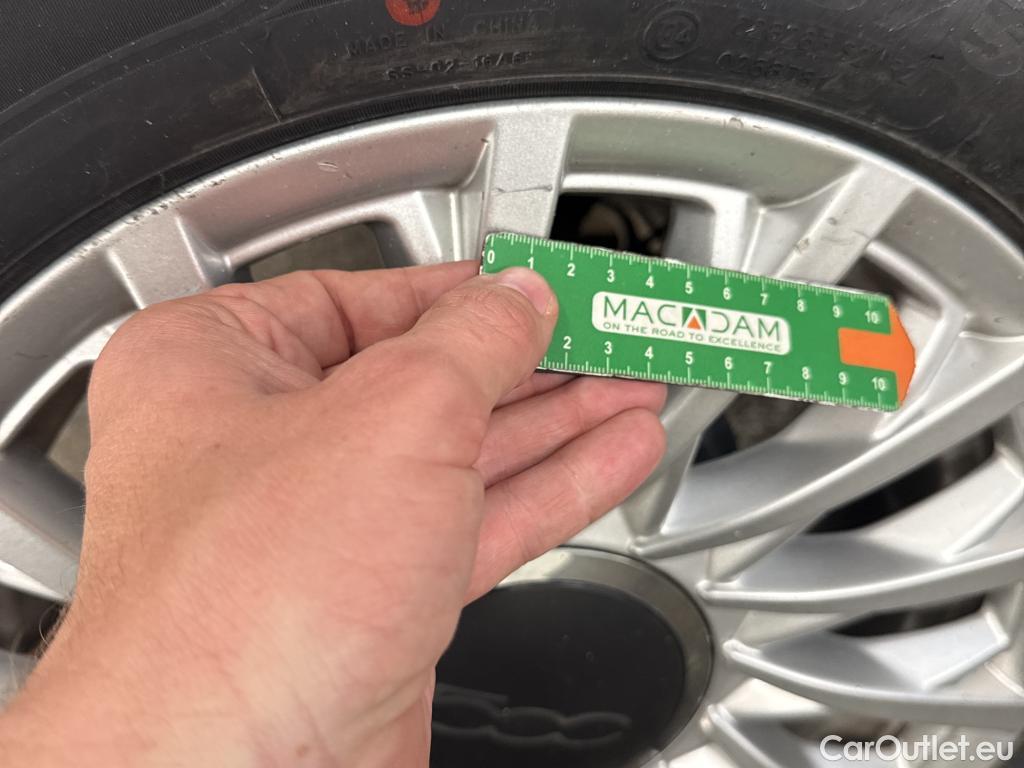 MADE IN CHINA
0 1 2 3 4 5 6 7 8 9 10
MACADAM
ON THE ROAD TO EXCELLENCE
2 3 4 5 6 7 8 9 10
500
CarOutlet.eu